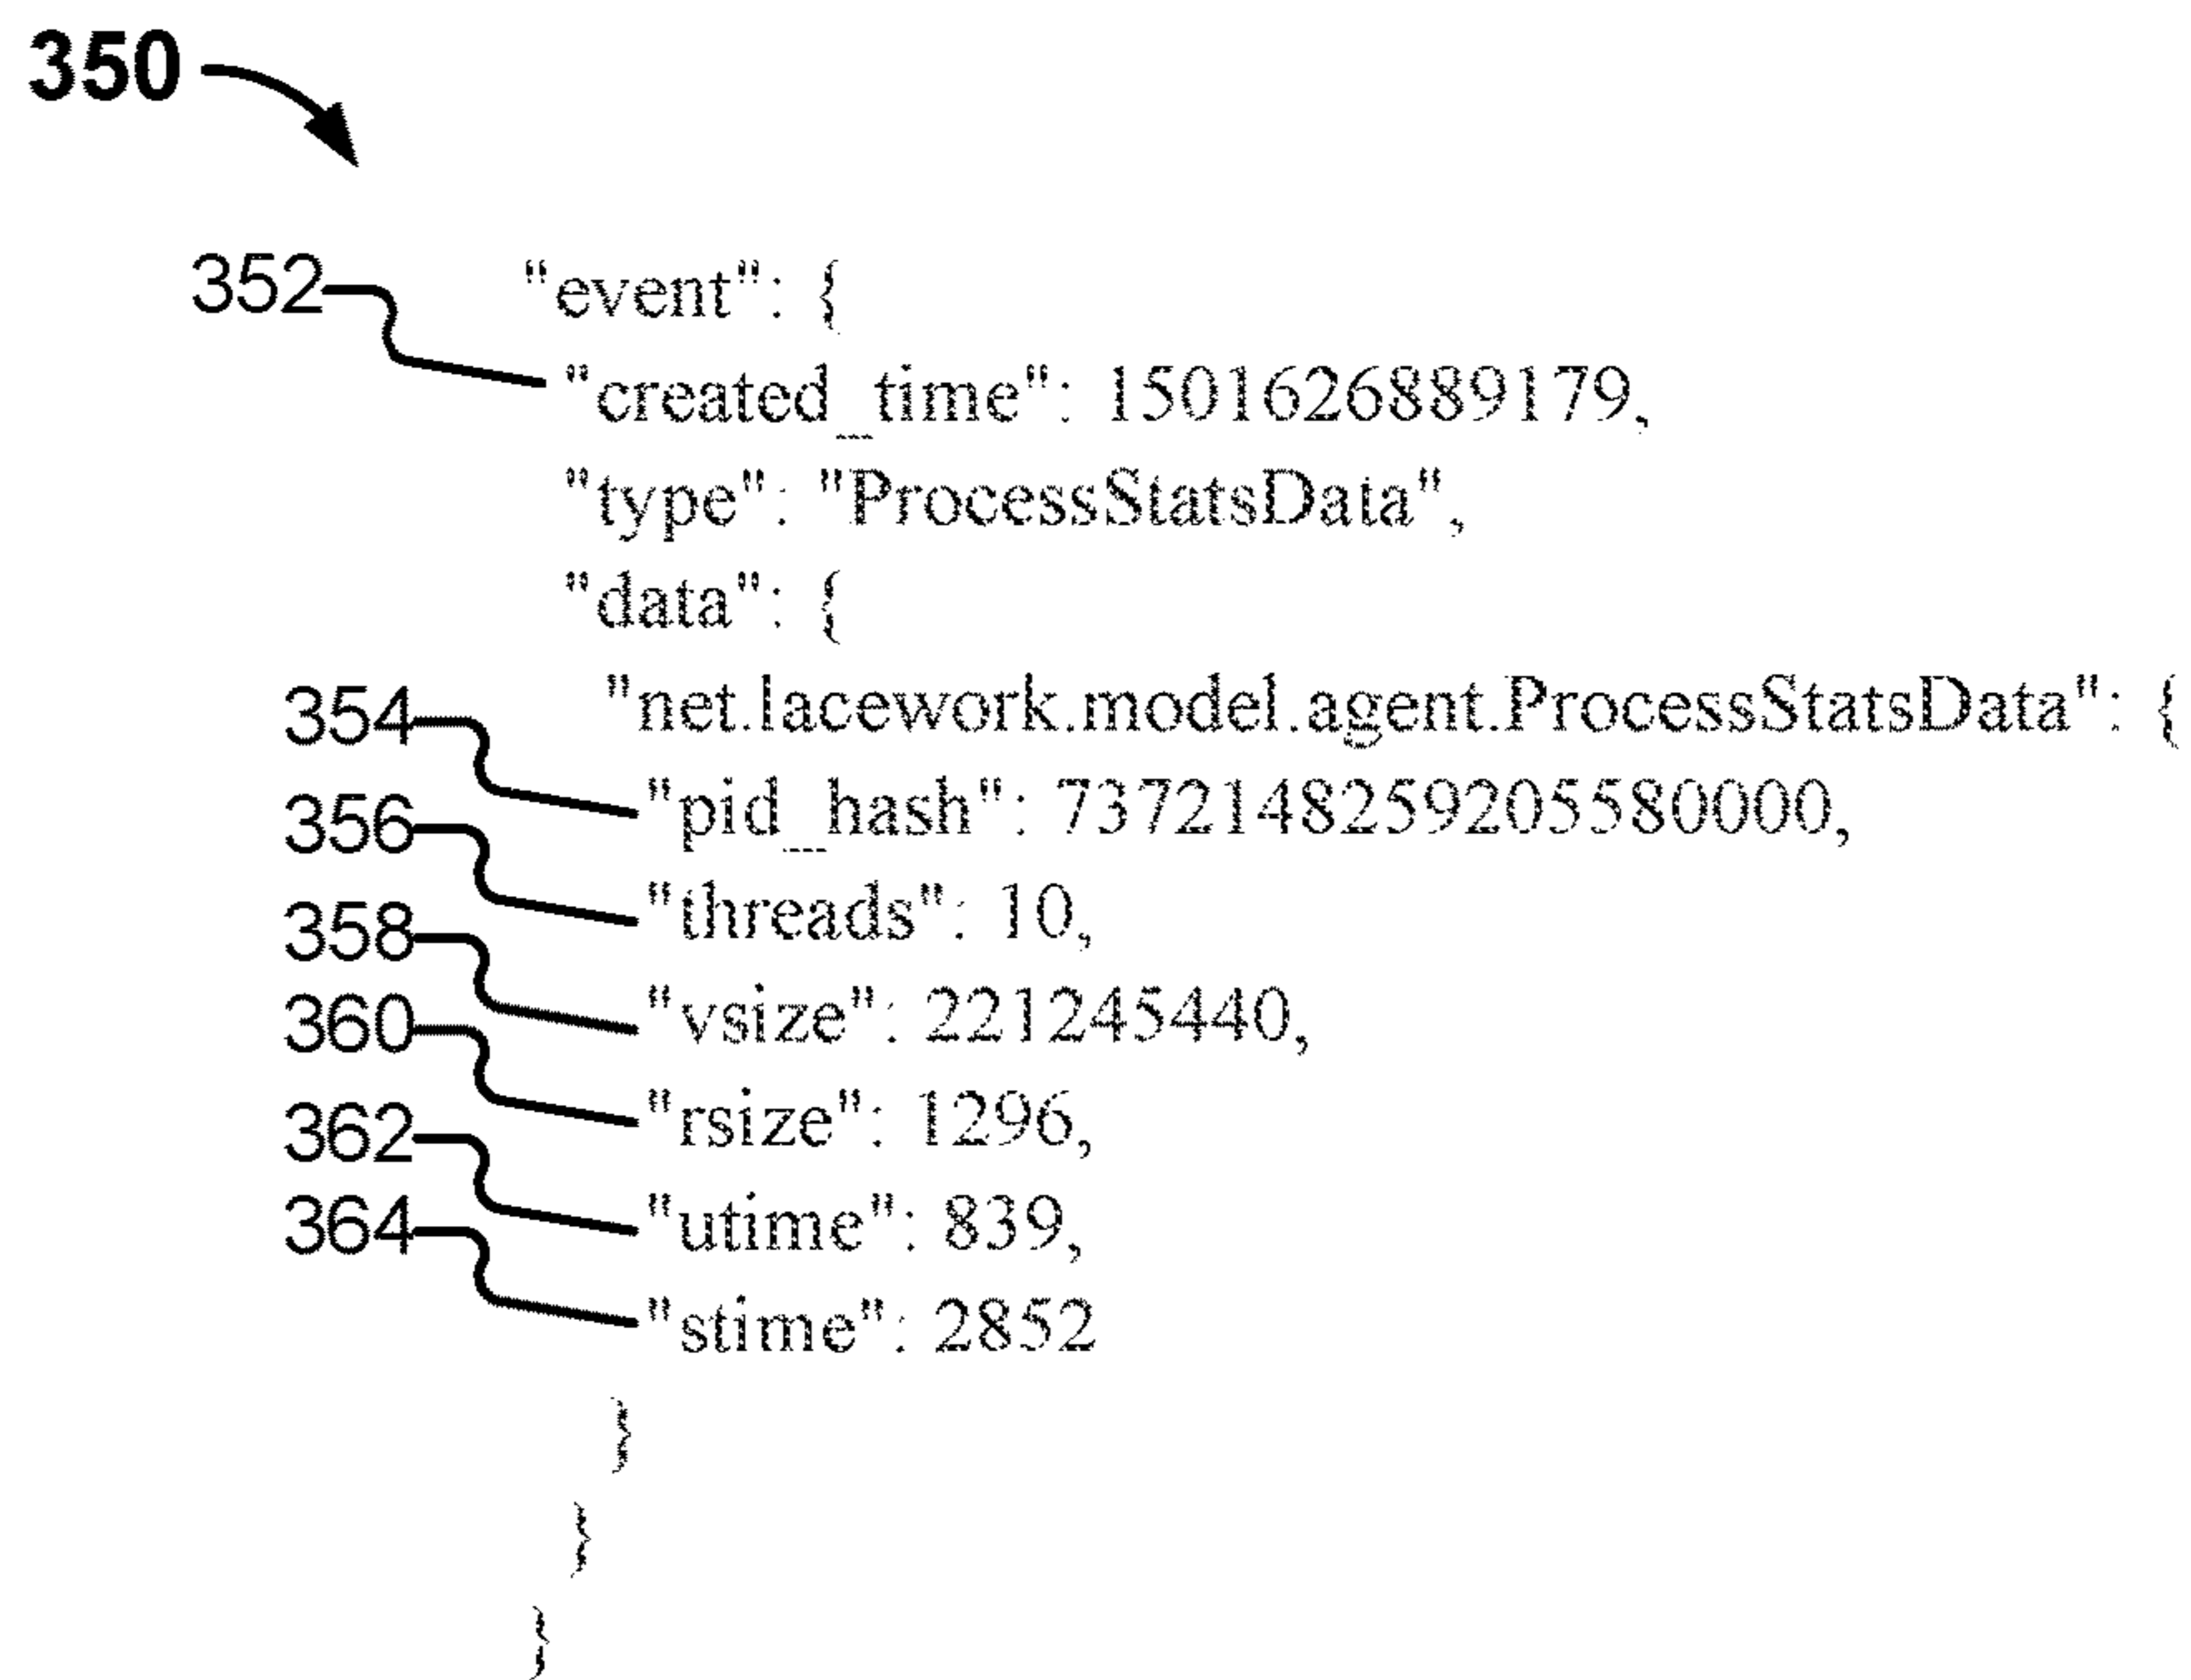 350
352 "event": {
"created_time": 1501626889179,
"type": "ProcessStatsData",
"data": {
"net.lacework.model.agent.ProcessStatsData": {
354 "pid_hash": 7372148259205580000,
356 "threads": 10,
358 "vsize": 221245440,
360 "rsize": 1296,
362 "utime": 839,
364 "stime": 2852
}
}
}